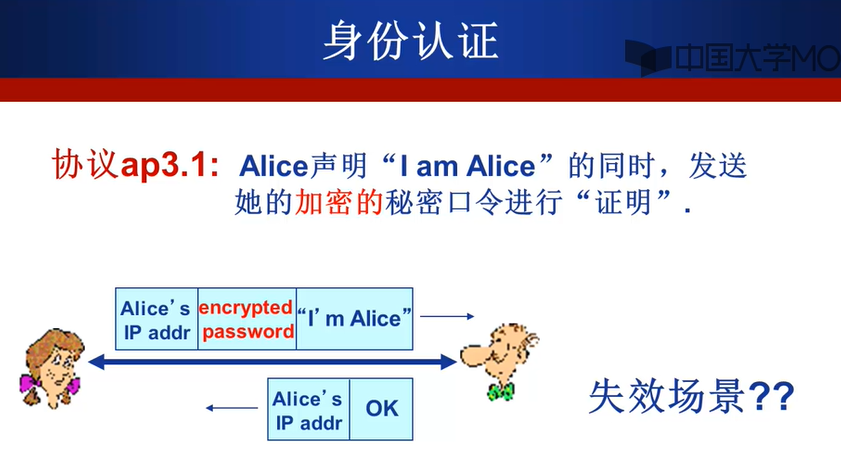 身份认证
中国大学MO
协议ap3.1: Alice声明“I am Alice”的同时，发送
她的加密的秘密口令进行“证明”.
Alice’s
IP addr
encrypted
password
“I’m Alice”
Alice’s
IP addr
OK
失效场景??